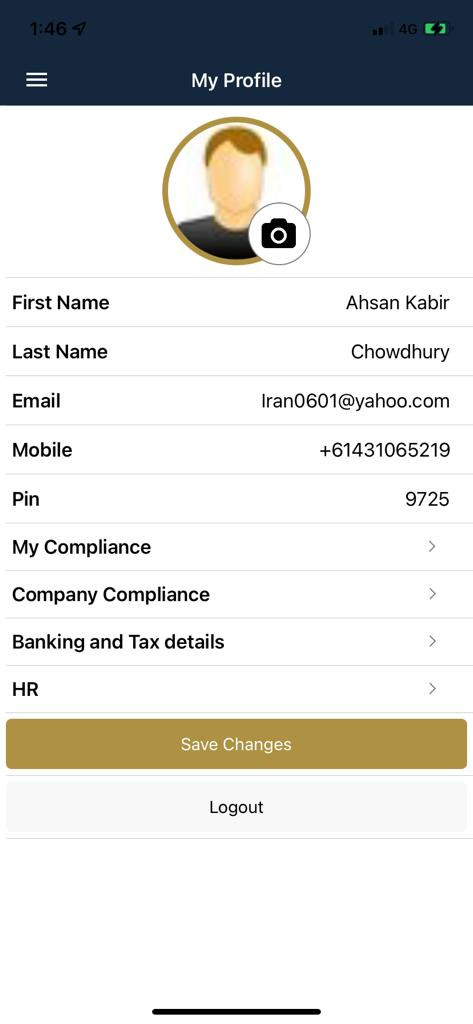 1:46
4G
My Profile
First Name Ahsan Kabir
Last Name Chowdhury
Email Iran0601@yahoo.com
Mobile +61431065219
Pin 9725
My Compliance
Company Compliance
Banking and Tax details
HR
Save Changes
Logout